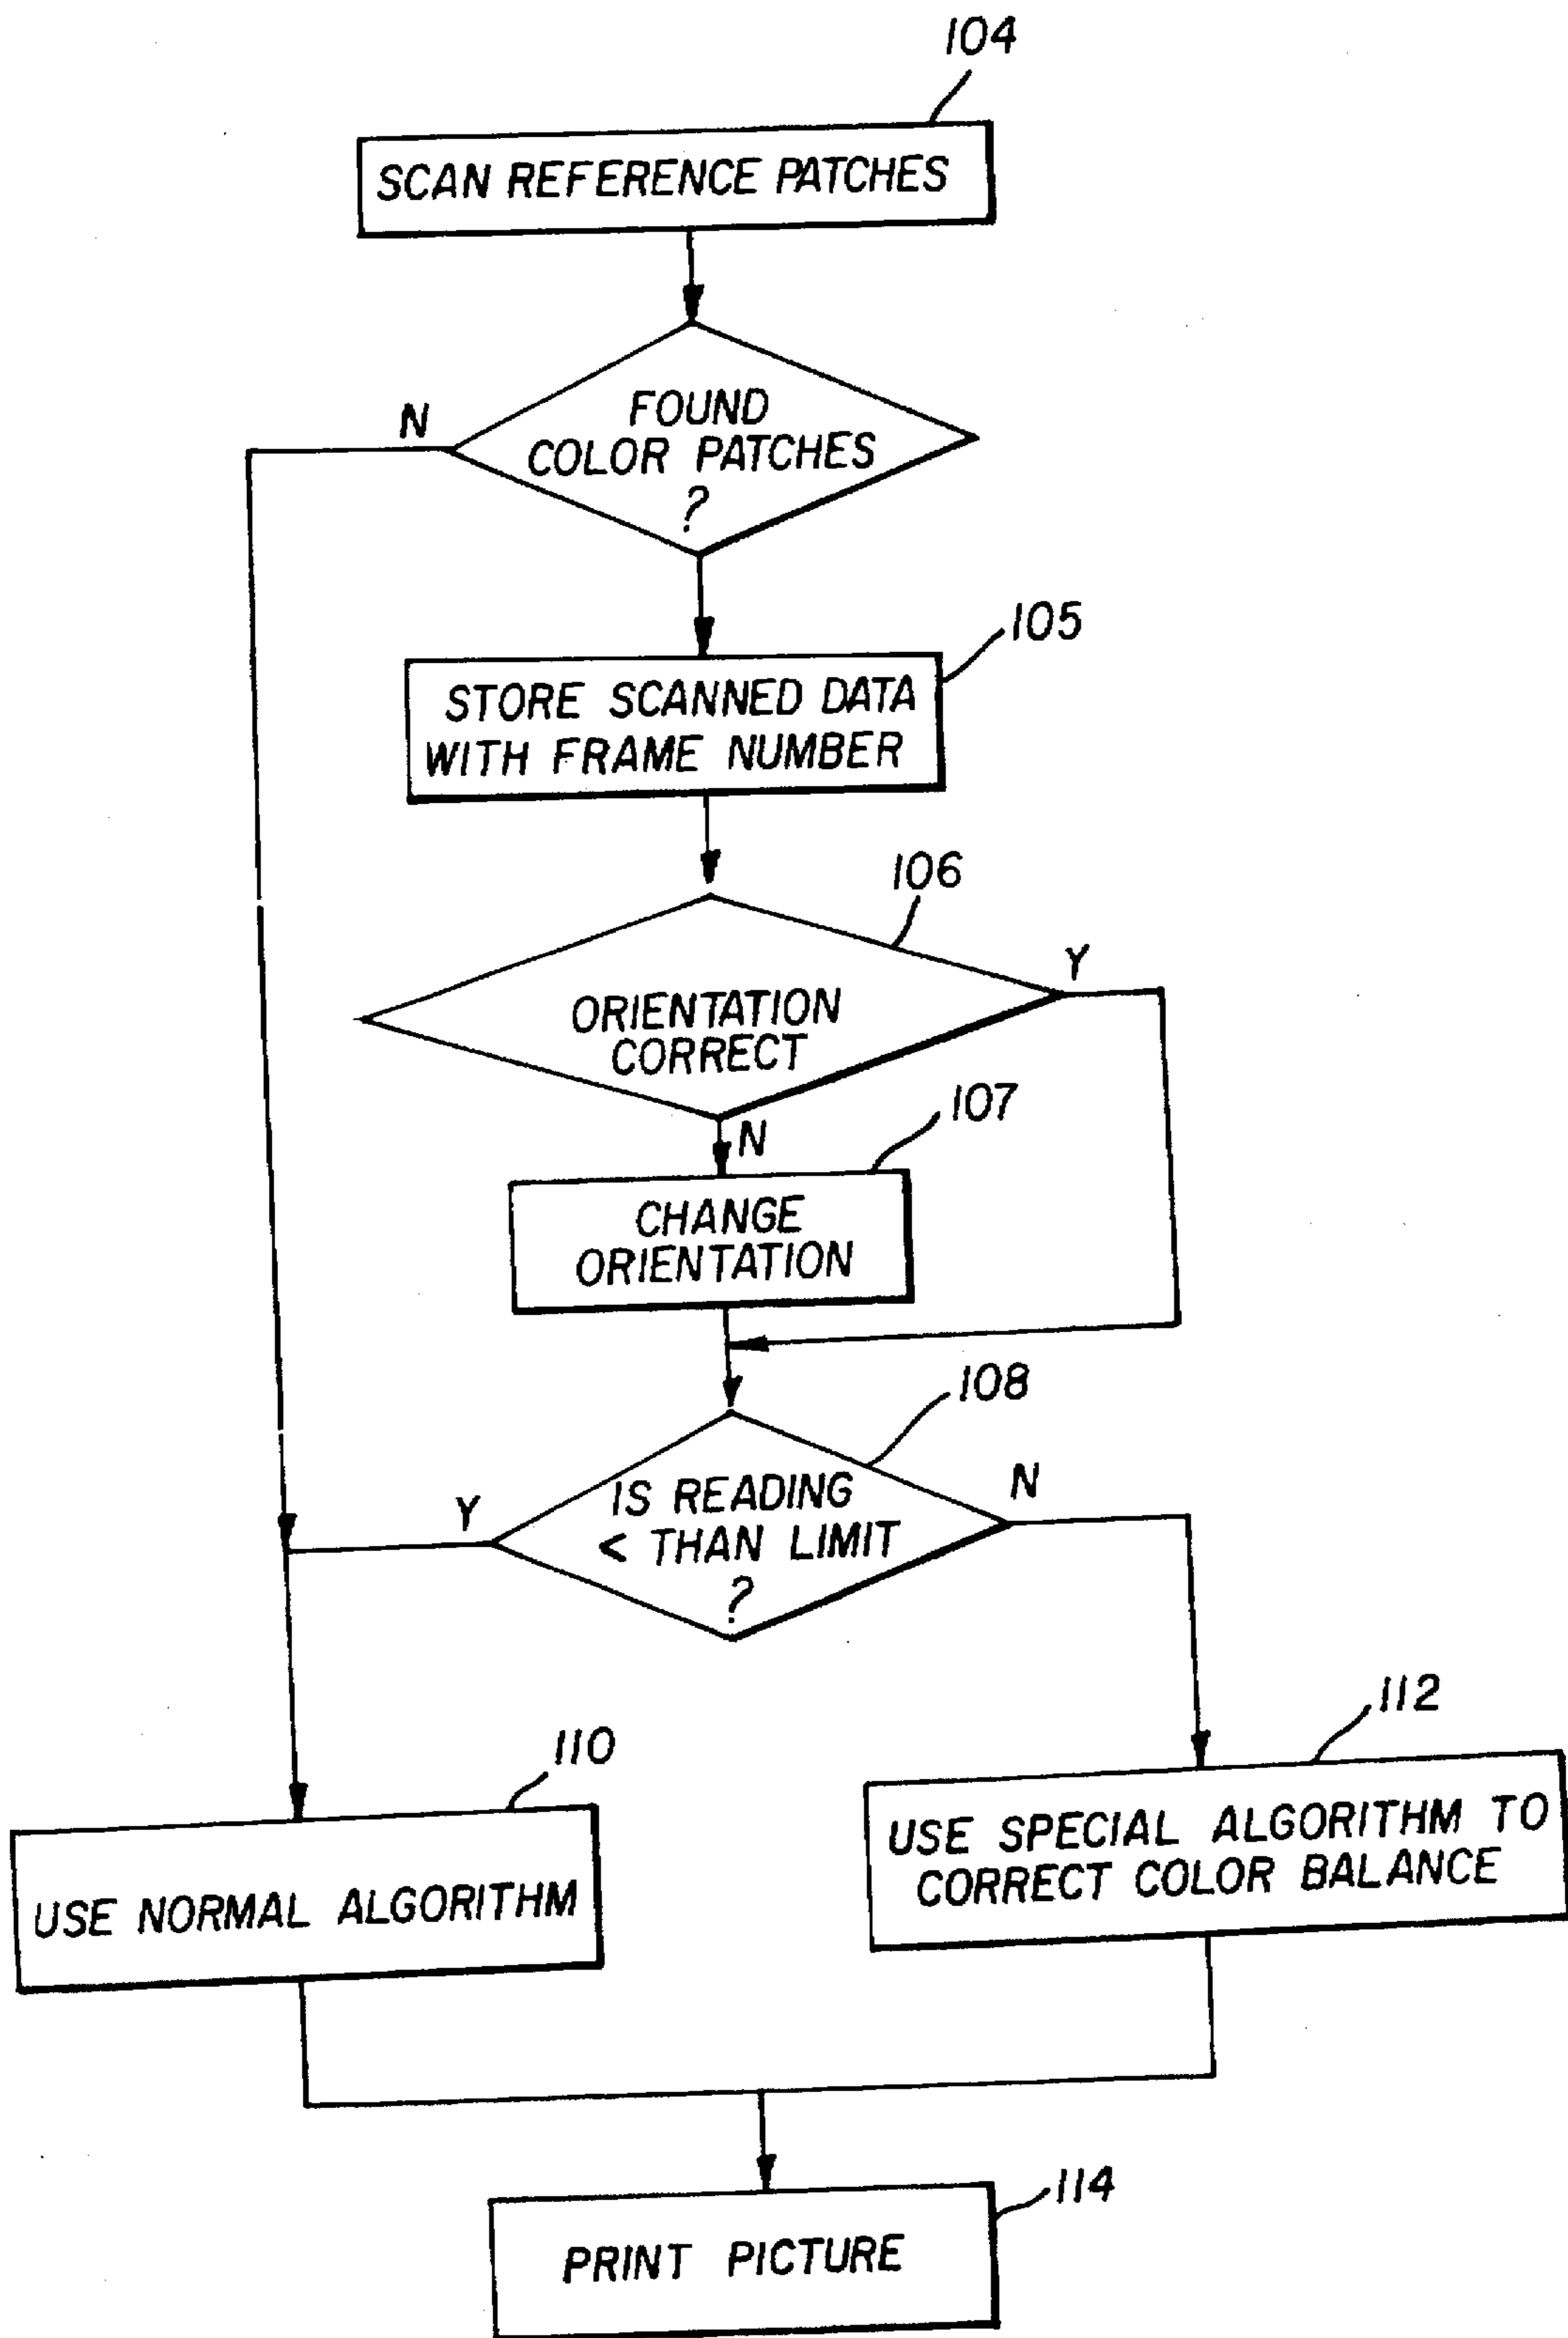 104
SCAN REFERENCE PATCHES
N
FOUND
COLOR PATCHES
?
105
STORE SCANNED DATA
WITH FRAME NUMBER
106
Y
ORIENTATION
CORRECT
107
N
CHANGE
ORIENTATION
108
Y
IS READING
< THAN LIMIT
?
N
110
USE NORMAL ALGORITHM
112
USE SPECIAL ALGORITHM TO
CORRECT COLOR BALANCE
114
PRINT PICTURE